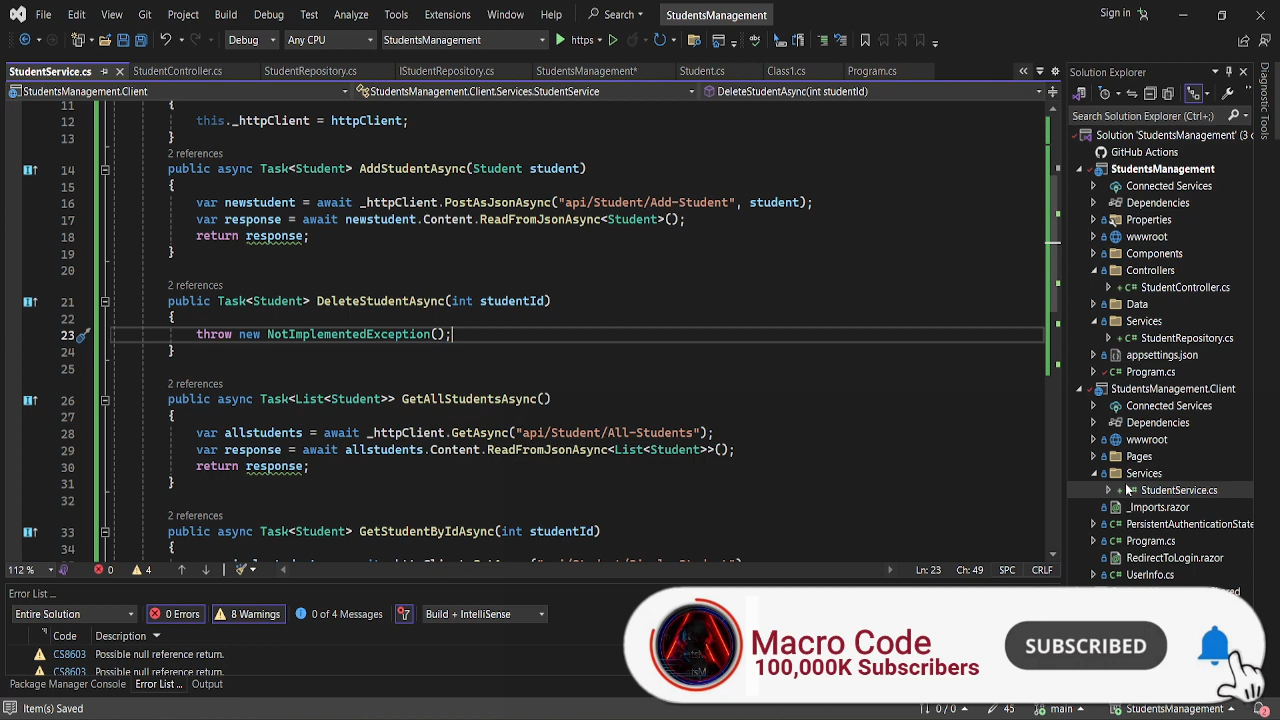 File Edit View Git Project Build Debug Test Analyze Tools Extensions Window Help Search StudentsManagement Sign in
Debug Any CPU StudentsManagement https
StudentService.cs StudentController.cs StudentRepository.cs IStudentRepository.cs StudentsManagement* Student.cs Class1.cs Program.cs
StudentsManagement.Client StudentsManagement.Client.Services.StudentService DeleteStudentAsync(int studentId)
11 {
12 this._httpClient = httpClient;
13 }
2 references
14 public async Task<Student> AddStudentAsync(Student student)
15 {
16 var newstudent = await _httpClient.PostAsJsonAsync("api/Student/Add-Student", student);
17 var response = await newstudent.Content.ReadFromJsonAsync<Student>();
18 return response;
19 }
20
2 references
21 public Task<Student> DeleteStudentAsync(int studentId)
22 {
23 throw new NotImplementedException();
24 }
25
2 references
26 public async Task<List<Student>> GetAllStudentsAsync()
27 {
28 var allstudents = await _httpClient.GetAsync("api/Student/All-Students");
29 var response = await allstudents.Content.ReadFromJsonAsync<List<Student>>();
30 return response;
31 }
32
2 references
33 public async Task<Student> GetStudentByIdAsync(int studentId)
34 {
112 % 0 4 Ln: 23 Ch: 49 SPC CRLF
Solution Explorer
Search Solution Explorer (Ctrl+;)
Solution 'StudentsManagement' (3 o
GitHub Actions
StudentsManagement
Connected Services
Dependencies
Properties
wwwroot
Components
Controllers
StudentController.cs
Data
Services
StudentRepository.cs
appsettings.json
Program.cs
StudentsManagement.Client
Connected Services
Dependencies
wwwroot
Pages
Services
StudentService.cs
_Imports.razor
PersistentAuthenticationState
Program.cs
RedirectToLogin.razor
UserInfo.cs
Diagnostic Tools
Error List ...
Entire Solution 0 Errors 8 Warnings 0 of 4 Messages Build + IntelliSense
Code Description
CS8603 Possible null reference return.
CS8603 Possible null reference return.
Package Manager Console Error List ... Output
Macro Code
100,000K Subscribers
SUBSCRIBED
Item(s) Saved 0 / 0 45 main StudentsManagement 2